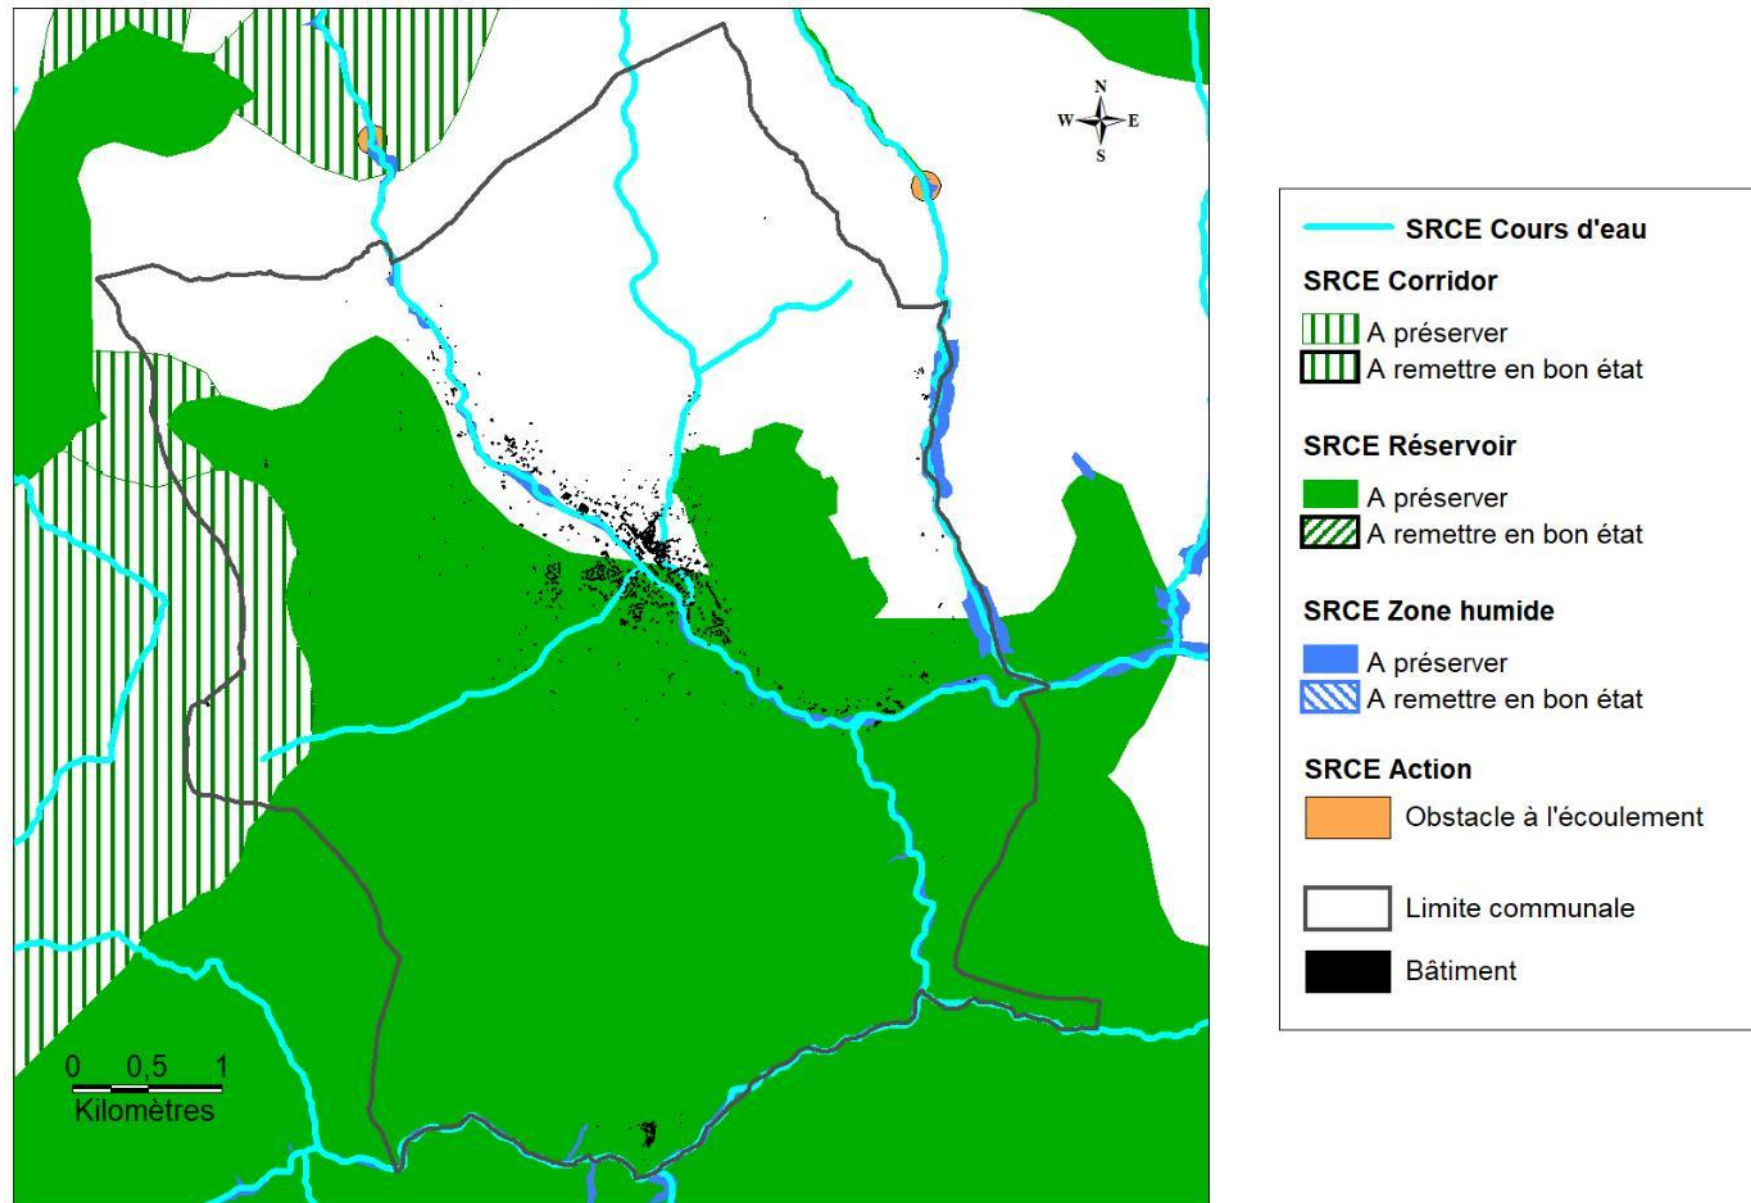 N
W E
S
0 0,5 1
Kilomètres
SRCE Cours d'eau
SRCE Corridor
A préserver
A remettre en bon état
SRCE Réservoir
A préserver
A remettre en bon état
SRCE Zone humide
A préserver
A remettre en bon état
SRCE Action
Obstacle à l'écoulement
Limite communale
Bâtiment